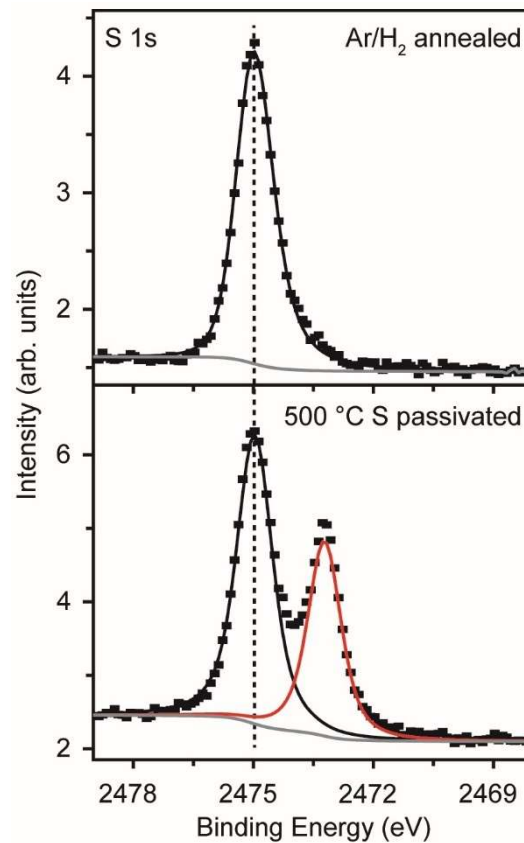 S 1s
Ar/H₂ annealed
4
3
2
500 °C S passivated
6
4
2
Intensity (arb. units)
2478
2475
2472
2469
Binding Energy (eV)